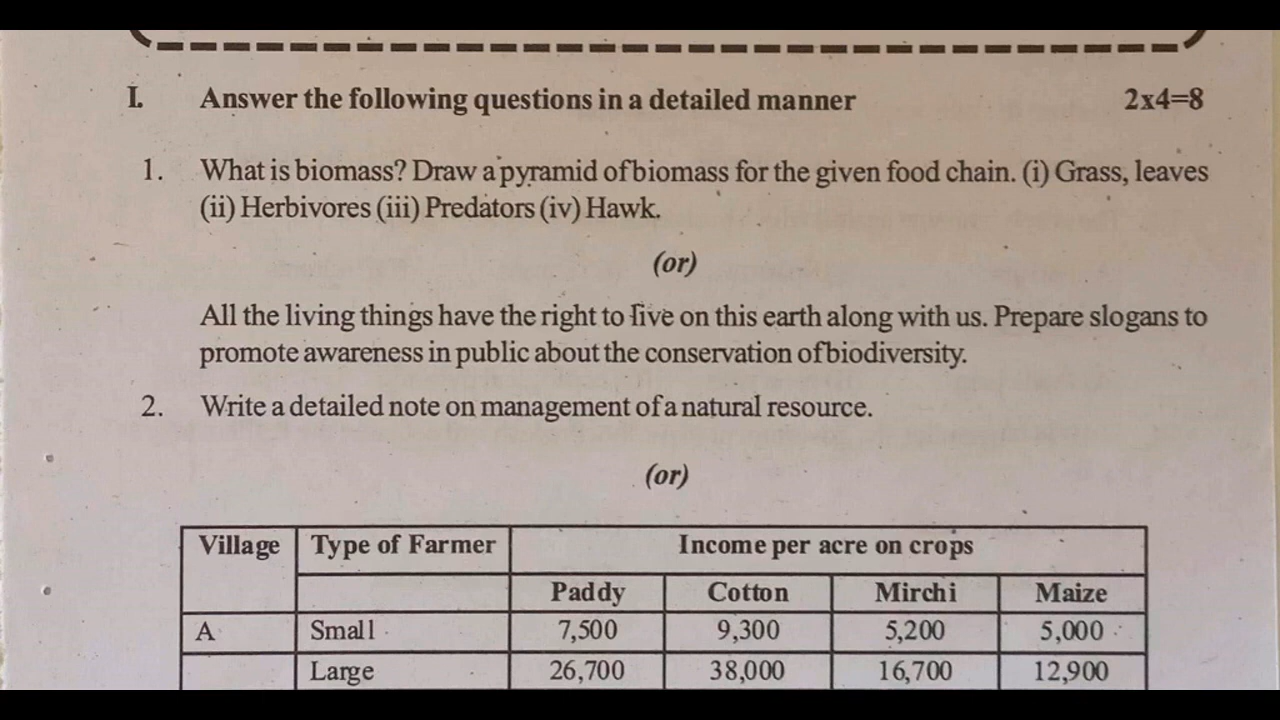 I. Answer the following questions in a detailed manner 2x4=8
1. What is biomass? Draw a pyramid of biomass for the given food chain. (i) Grass, leaves
(ii) Herbivores (iii) Predators (iv) Hawk.
(or)
All the living things have the right to live on this earth along with us. Prepare slogans to
promote awareness in public about the conservation of biodiversity.
2. Write a detailed note on management of a natural resource.
(or)
Village Type of Farmer Income per acre on crops
Paddy Cotton Mirchi Maize
A Small 7,500 9,300 5,200 5,000
Large 26,700 38,000 16,700 12,900